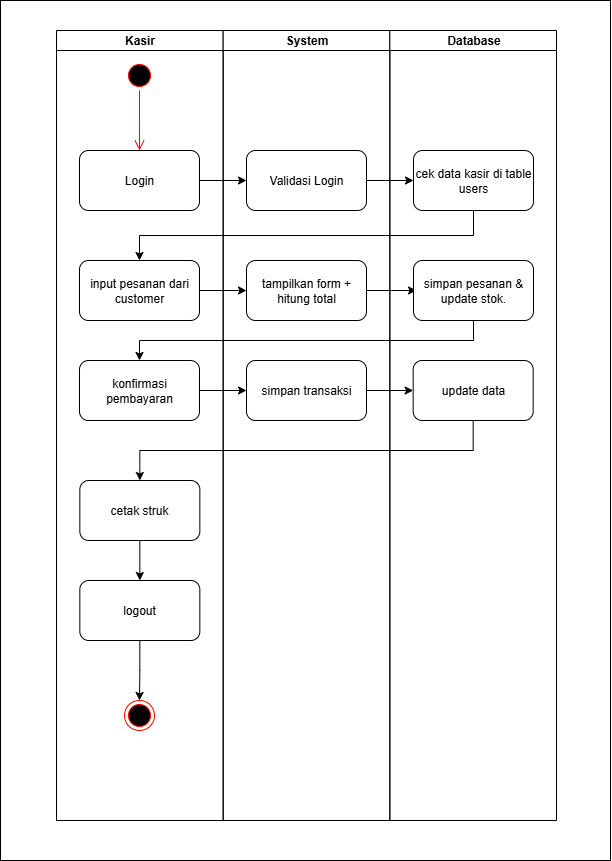 Kasir
System
Database
Login
Validasi Login
cek data kasir di table
users
input pesanan dari
customer
tampilkan form +
hitung total
simpan pesanan &
update stok.
konfirmasi
pembayaran
simpan transaksi
update data
cetak struk
logout